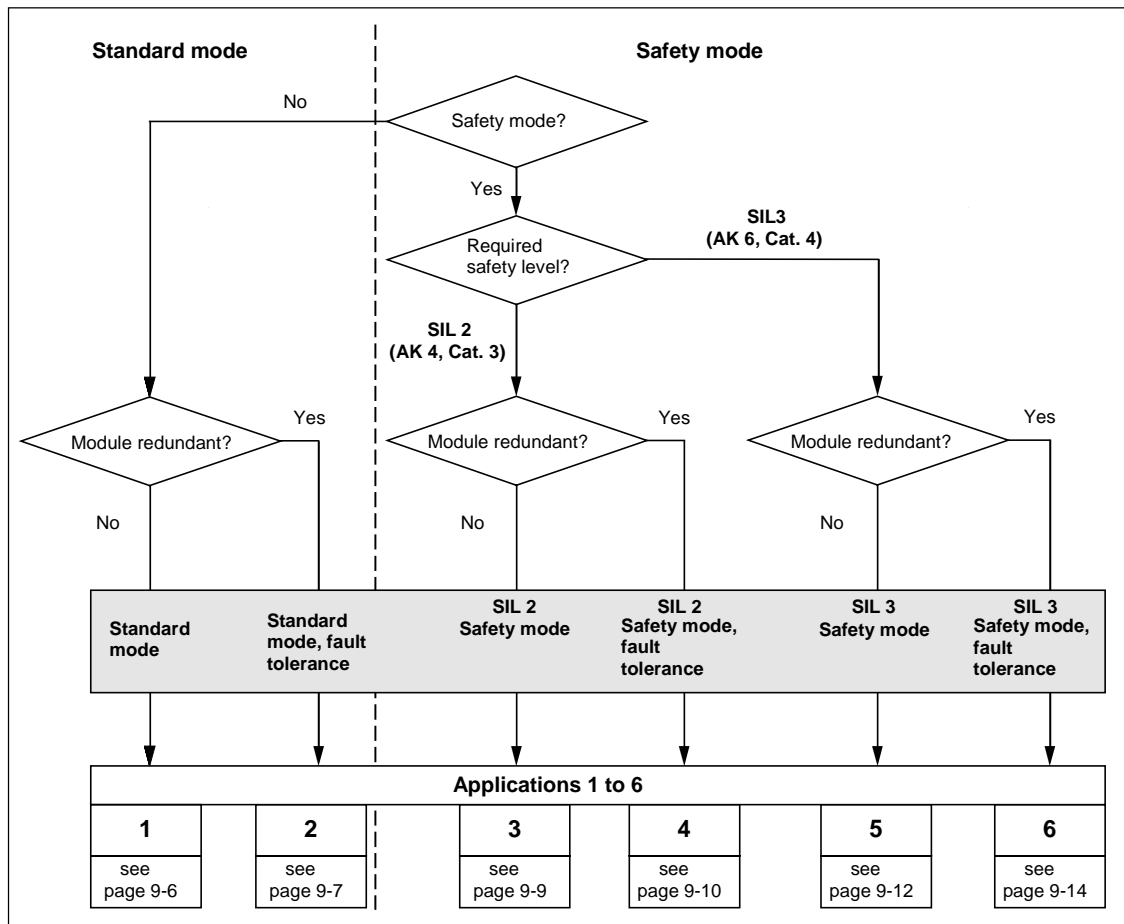 Standard mode
Safety mode
No
Safety mode?
Yes
SIL3
(AK 6, Cat. 4)
Required
safety level?
SIL 2
(AK 4, Cat. 3)
Yes
Yes
Yes
Module redundant?
Module redundant?
Module redundant?
No
No
No
Standard
mode
Standard
mode, fault
tolerance
SIL 2
Safety mode
SIL 2
Safety mode,
fault
tolerance
SIL 3
Safety mode
SIL 3
Safety mode,
fault
tolerance
Applications 1 to 6
1
see
page 9-6
2
see
page 9-7
3
see
page 9-9
4
see
page 9-10
5
see
page 9-12
6
see
page 9-14